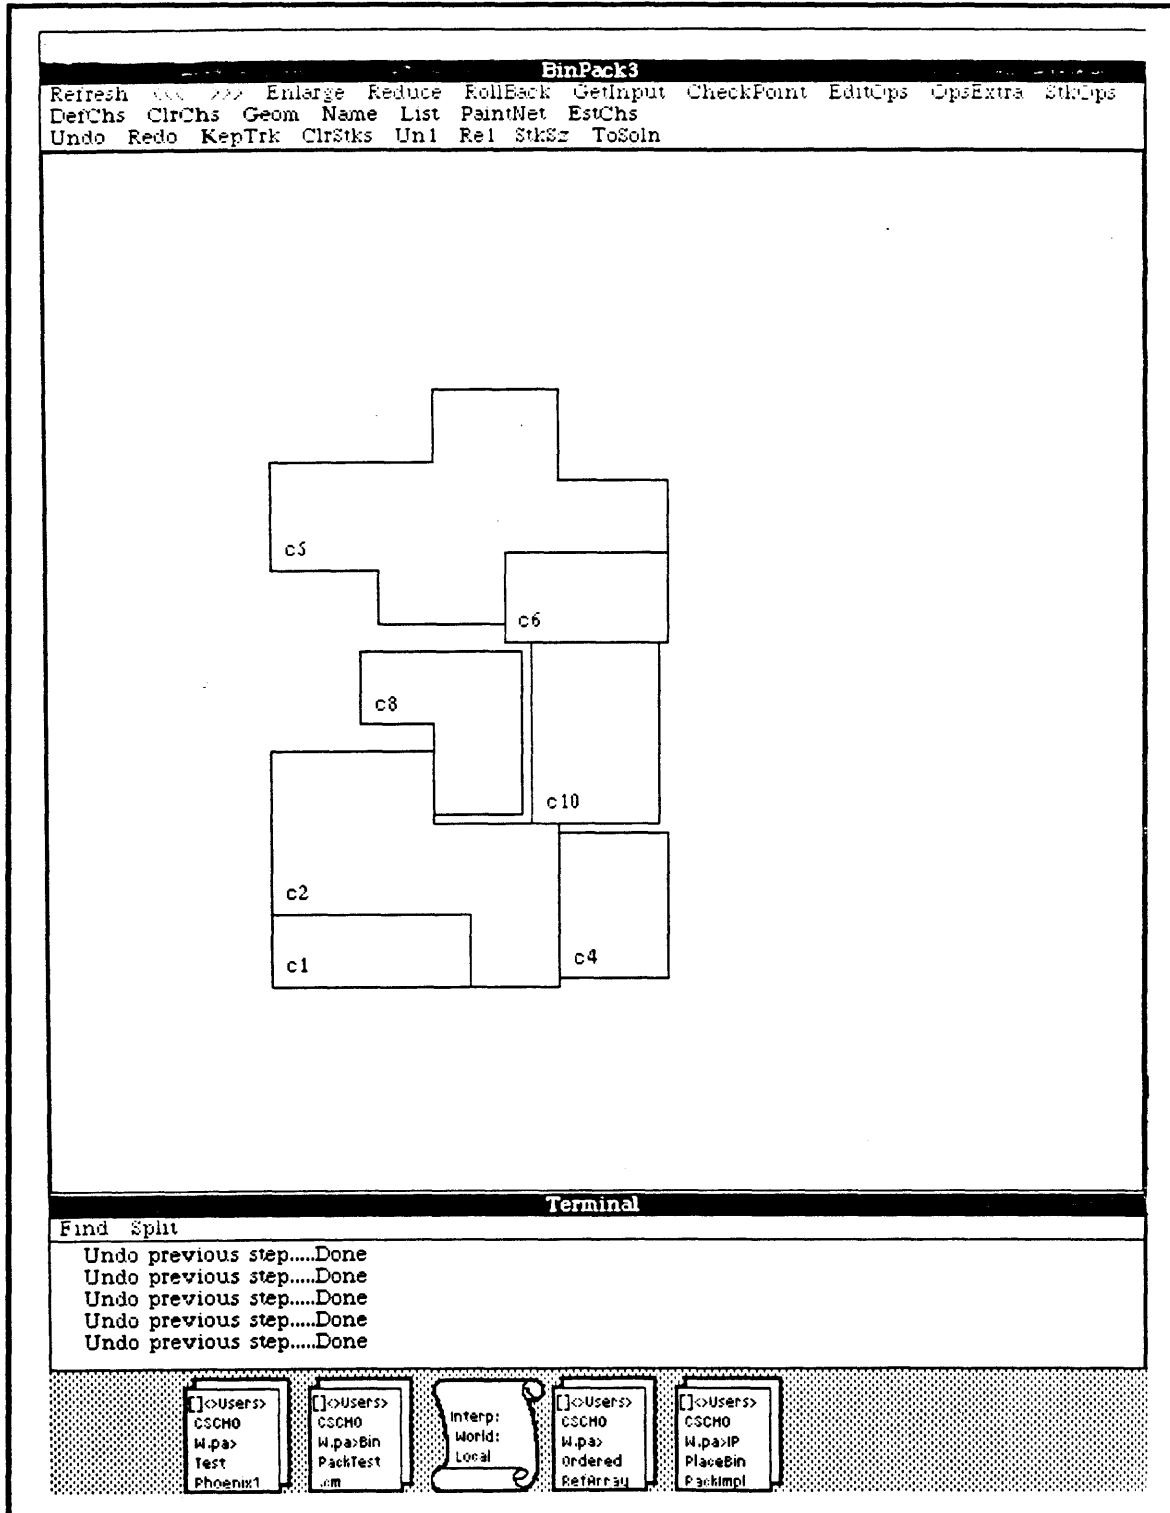 BinPack3
Refresh <<< >>> Enlarge Reduce RollBack GetInput CheckPoint EditOps OpsExtra StkOps
DefChs ClrChs Geom Name List PaintNet EstChs
Undo Redo KepTrk ClrStks Un1 Re1 StkSz ToSoln
c5
c6
c8
c10
c2
c1
c4
Terminal
Find Split
Undo previous step.....Done
Undo previous step.....Done
Undo previous step.....Done
Undo previous step.....Done
Undo previous step.....Done
[]<>Users>
CSCHO
W.pa>
Test
Phoenix1
[]<>Users>
CSCHO
W.pa>Bin
PackTest
.cm
Interp:
World:
Local
[]<>Users>
CSCHO
W.pa>
Ordered
RefArray
[]<>Users>
CSCHO
W.pa>IP
PlaceBin
PackImpl